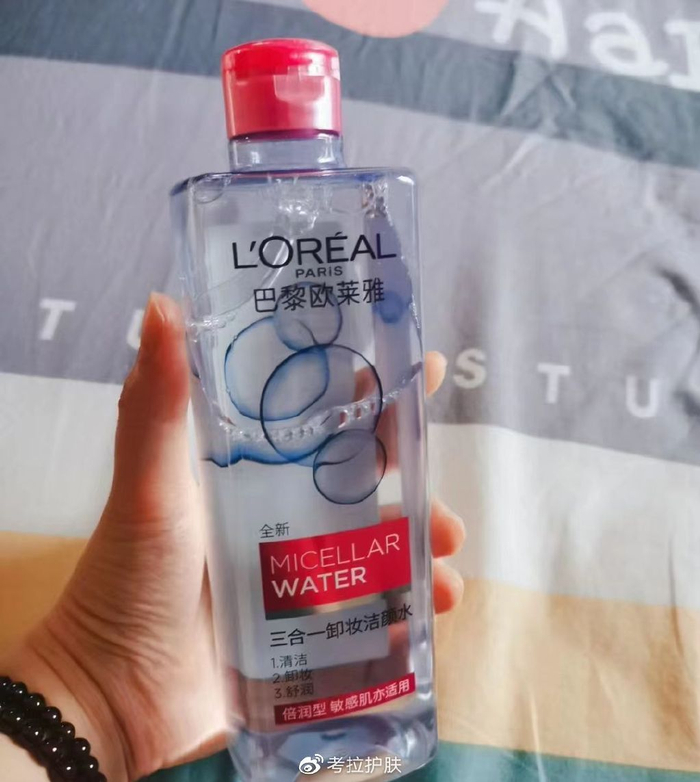 L'ORÉAL
PARIS
巴黎欧莱雅
全新
MICELLAR
WATER
三合一卸妆洁颜水
1.清洁
2.卸妆
3.舒润
倍润型 敏感肌亦适用
T U
S T U
考拉护肤